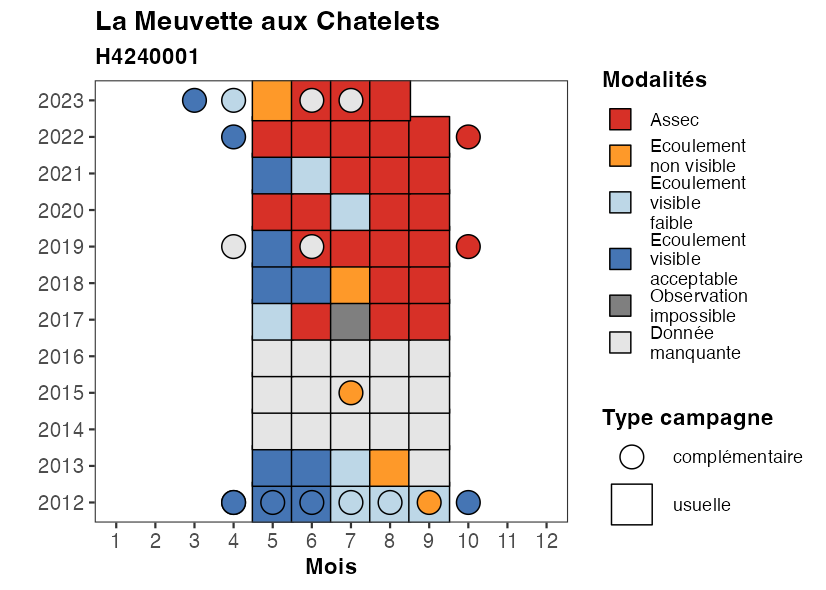 La Meuvette aux Chatelets
H4240001
2023
2022
2021
2020
2019
2018
2017
2016
2015
2014
2013
2012
1 2 3 4 5 6 7 8 9 10 11 12
Mois
Modalités
Assec
Ecoulement
non visible
Ecoulement
visible
faible
Ecoulement
visible
acceptable
Observation
impossible
Donnée
manquante
Type campagne
complémentaire
usuelle